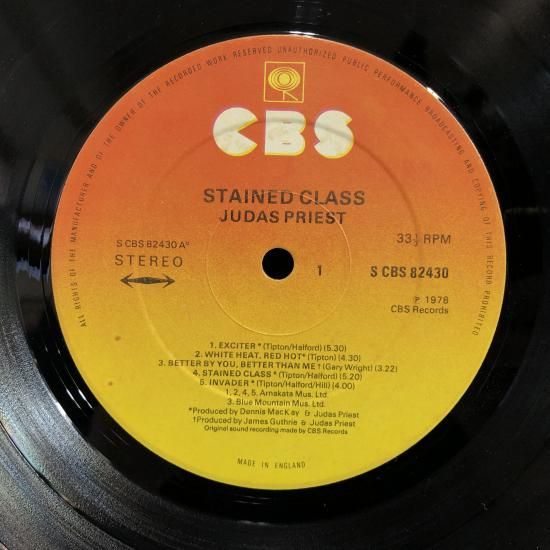 ALL RIGHTS OF THE MANUFACTURER AND OF THE OWNER OF THE RECORDED WORK RESERVED UNAUTHORIZED PUBLIC PERFORMANCE BROADCASTING AND COPYING OF THIS RECORD PROHIBITED
CBS
STAINED CLASS
JUDAS PRIEST
S CBS 82430 A°
STEREO
1
33⅓ RPM
S CBS 82430
℗ 1978
CBS Records
1. EXCITER * (Tipton/Halford) (5.30)
2. WHITE HEAT, RED HOT * (Tipton) (4.30)
3. BETTER BY YOU, BETTER THAN ME † (Gary Wright) (3.22)
4. STAINED CLASS * (Tipton/Halford) (5.20)
5. INVADER * (Tipton/Halford/Hill) (4.00)
1, 2, 4, 5. Arnakata Mus. Ltd.
3. Blue Mountain Mus. Ltd.
*Produced by Dennis MacKay & Judas Priest
†Produced by James Guthrie & Judas Priest
Original sound recording made by CBS Records
MADE IN ENGLAND